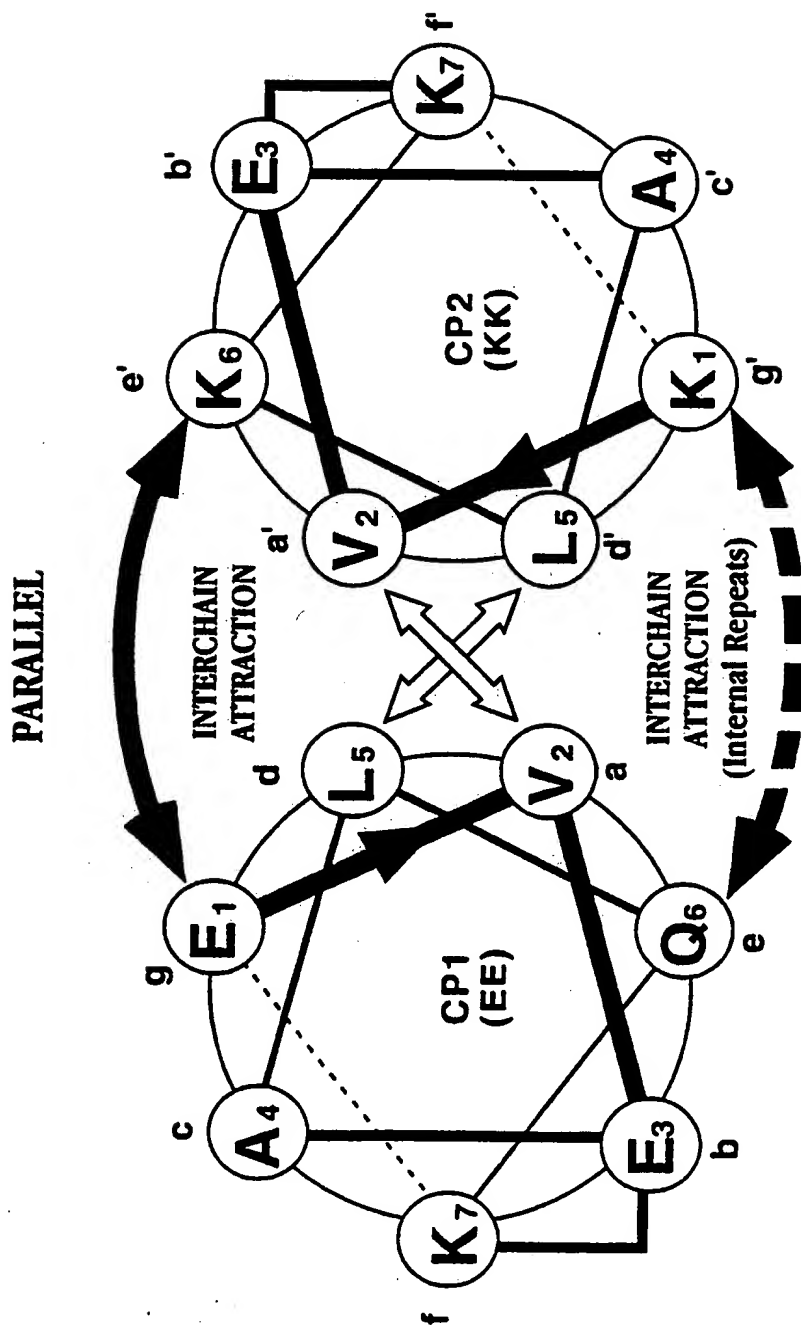 PARALLEL
g
e'
c
b'
E1
K6
A4
E3
INTERCHAIN
ATTRACTION
d
a'
L5
V2
f
K7
K7
f'
CP1
(EE)
CP2
(KK)
V2
L5
a
d'
E3
A4
b
c'
Q6
K1
e
g'
INTERCHAIN
ATTRACTION
(Internal Repeats)